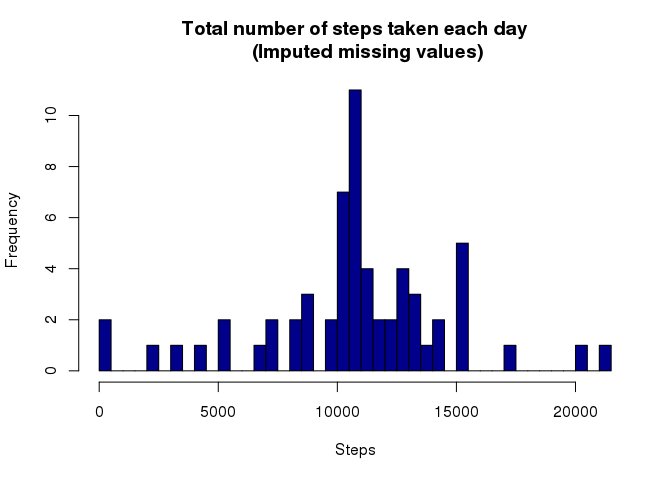 Total number of steps taken each day
(Imputed missing values)
Frequency
10
8
6
4
2
0
0 5000 10000 15000 20000
Steps